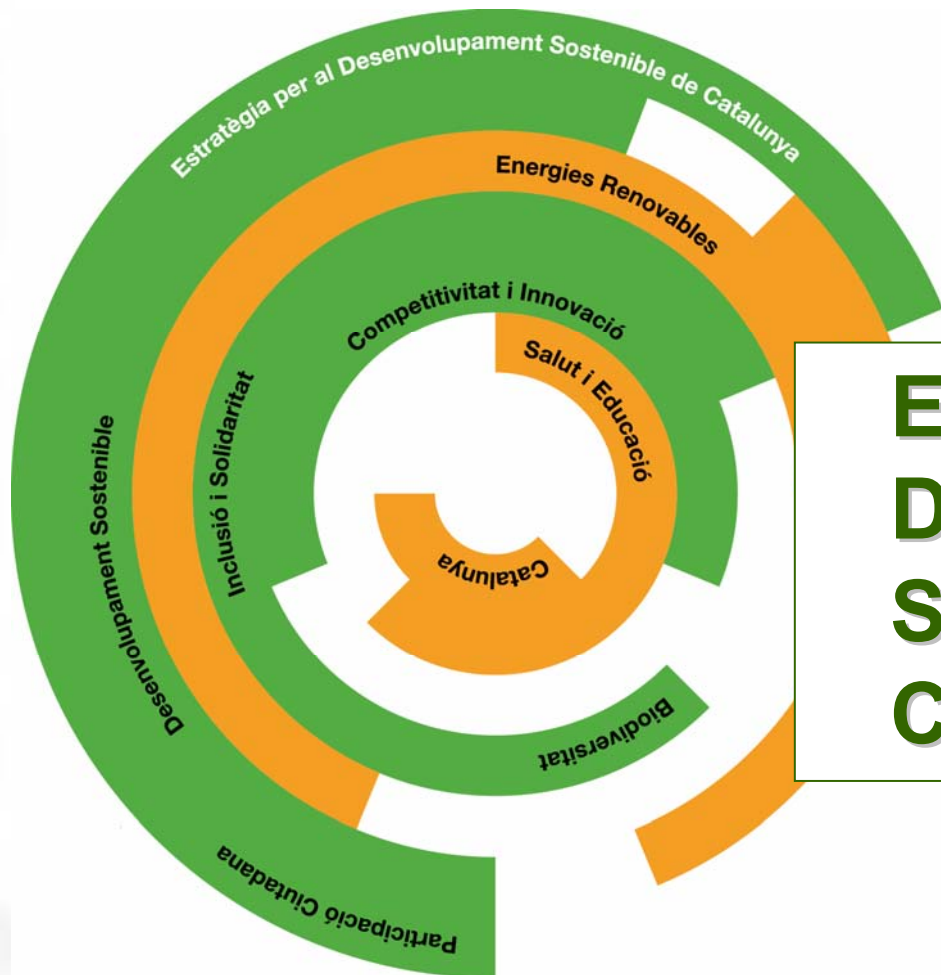 Estratègia per al Desenvolupament Sostenible de Catalunya
Energies Renovables
Competitivitat i Innovació
Salut i Educació
Inclusió i Solidaritat
Desenvolupament Sostenible
Catalunya
Biodiversitat
Participació Ciutadana
E
D
S
C